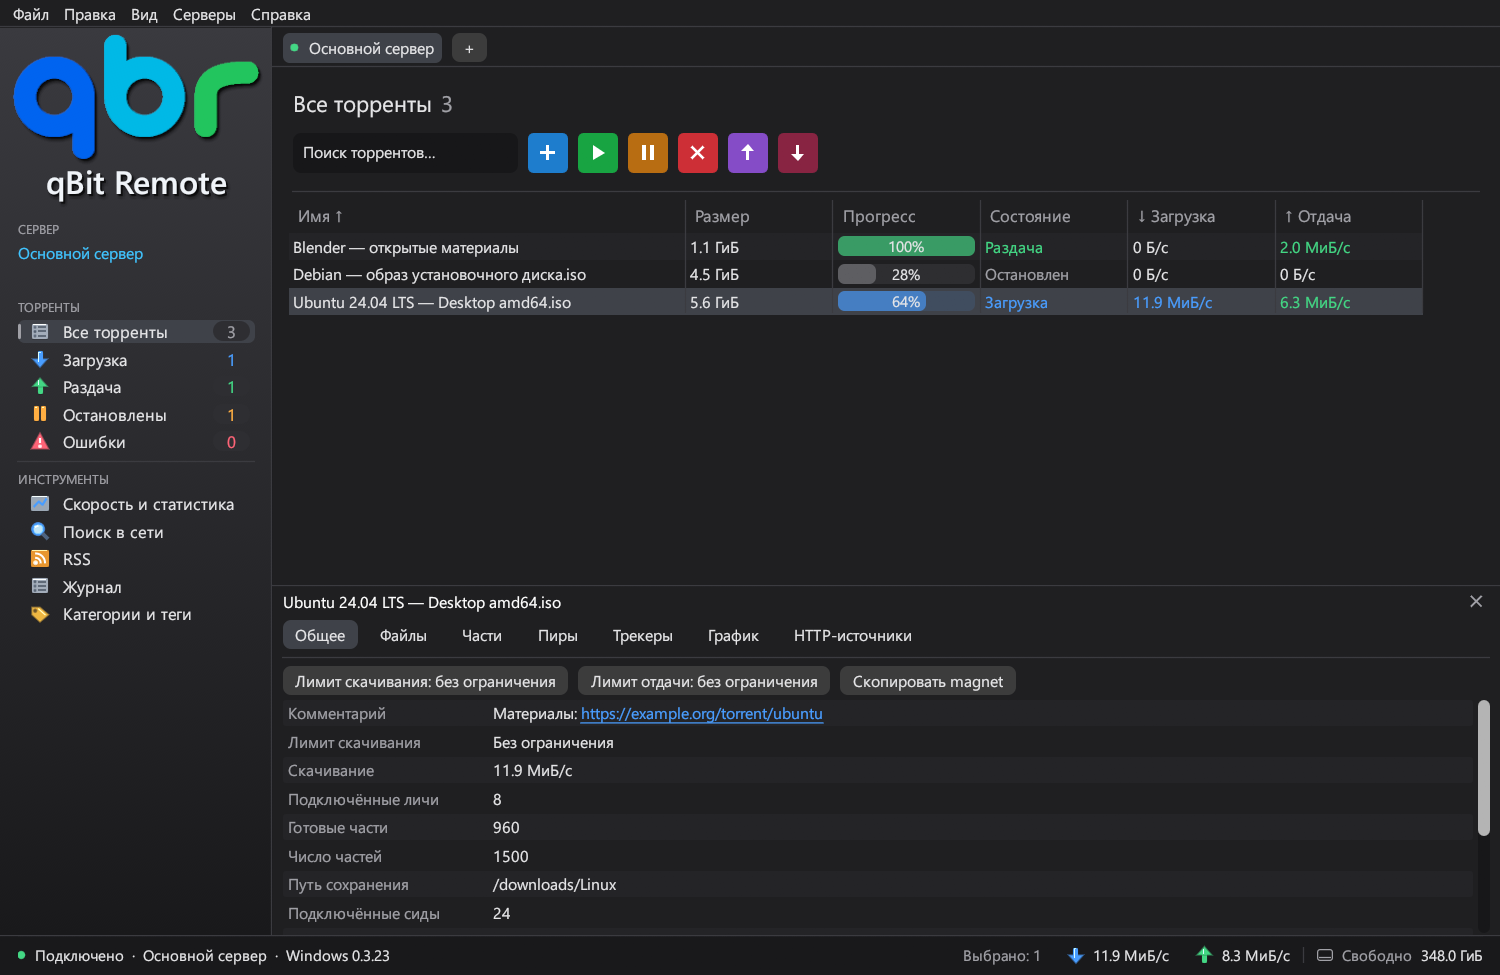 Файл Правка Вид Серверы Справка
qbr
qBit Remote
СЕРВЕР
Основной сервер
ТОРРЕНТЫ
Все торренты 3
Загрузка 1
Раздача 1
Остановлены 1
Ошибки 0
ИНСТРУМЕНТЫ
Скорость и статистика
Поиск в сети
RSS
Журнал
Категории и теги
Основной сервер +
Все торренты 3
Поиск торрентов...
Имя ↑ Размер Прогресс Состояние ↓ Загрузка ↑ Отдача
Blender — открытые материалы 1.1 ГиБ 100% Раздача 0 Б/с 2.0 МиБ/с
Debian — образ установочного диска.iso 4.5 ГиБ 28% Остановлен 0 Б/с 0 Б/с
Ubuntu 24.04 LTS — Desktop amd64.iso 5.6 ГиБ 64% Загрузка 11.9 МиБ/с 6.3 МиБ/с
Ubuntu 24.04 LTS — Desktop amd64.iso
Общее Файлы Части Пиры Трекеры График HTTP-источники
Лимит скачивания: без ограничения Лимит отдачи: без ограничения Скопировать magnet
Комментарий Материалы: https://example.org/torrent/ubuntu
Лимит скачивания Без ограничения
Скачивание 11.9 МиБ/с
Подключённые личи 8
Готовые части 960
Число частей 1500
Путь сохранения /downloads/Linux
Подключённые сиды 24
Подключено · Основной сервер · Windows 0.3.23 Выбрано: 1 11.9 МиБ/с 8.3 МиБ/с Свободно 348.0 ГиБ